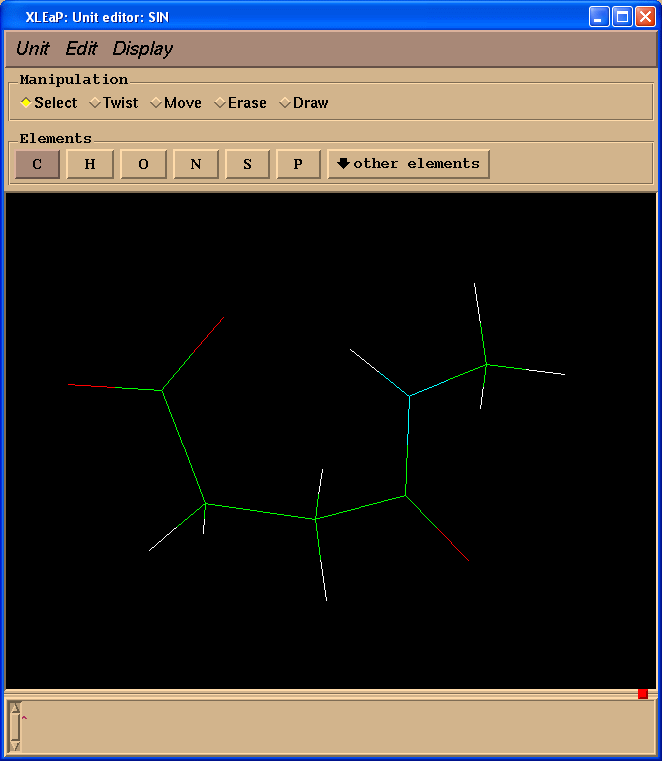 XLEaP: Unit editor: SIN
Unit Edit Display
Manipulation
Select Twist Move Erase Draw
Elements
C H O N S P other elements
^